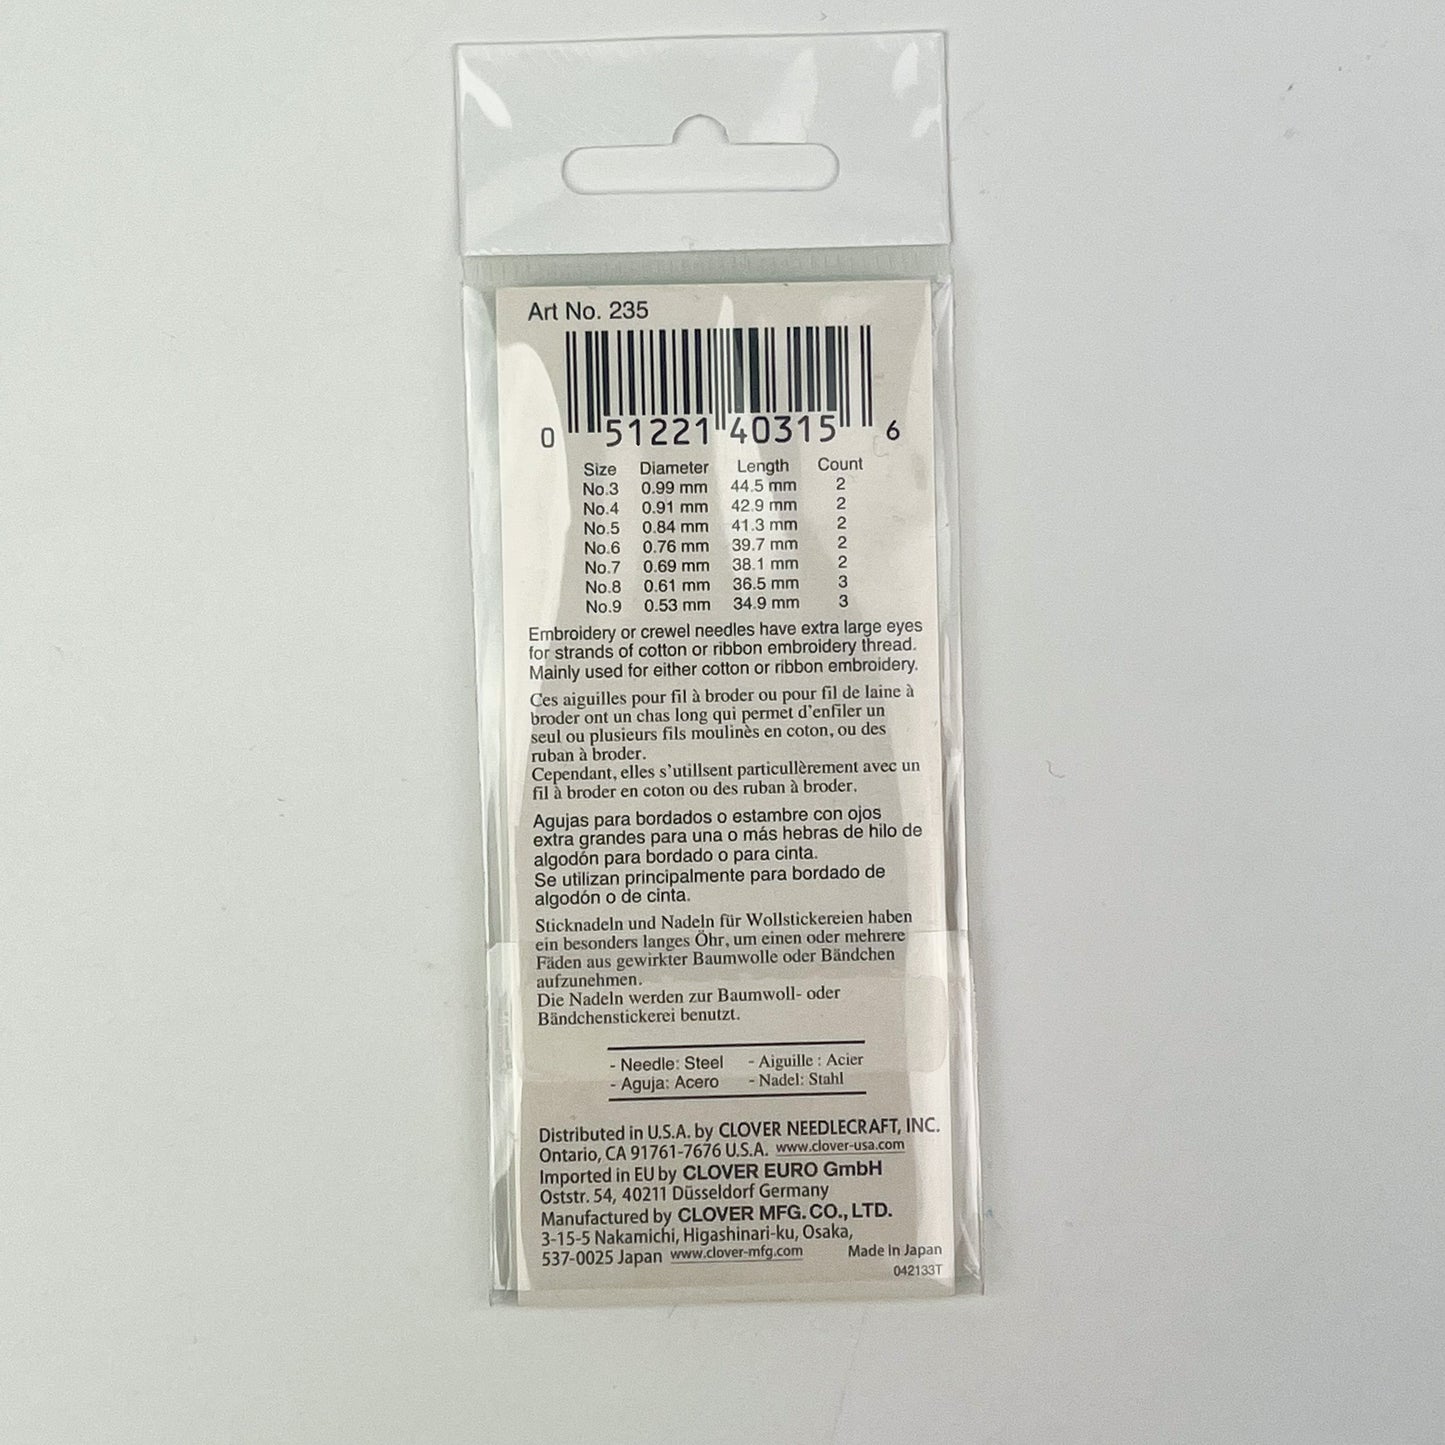 Art No. 235
0 51221 40315 6
Size Diameter Length Count
No.3 0.99 mm 44.5 mm 2
No.4 0.91 mm 42.9 mm 2
No.5 0.84 mm 41.3 mm 2
No.6 0.76 mm 39.7 mm 2
No.7 0.69 mm 38.1 mm 2
No.8 0.61 mm 36.5 mm 3
No.9 0.53 mm 34.9 mm 3
Embroidery or crewel needles have extra large eyes
for strands of cotton or ribbon embroidery thread.
Mainly used for either cotton or ribbon embroidery.
Ces aiguilles pour fil à broder ou pour fil de laine à
broder ont un chas long qui permet d’enfiler un
seul ou plusieurs fils moulinès en coton, ou des
ruban à broder.
Cependant, elles s’utillsent particullèrement avec un
fil à broder en coton ou des ruban à broder.
Agujas para bordados o estambre con ojos
extra grandes para una o más hebras de hilo de
algodón para bordado o para cinta.
Se utilizan principalmente para bordado de
algodón o de cinta.
Sticknadeln und Nadeln für Wollstickereien haben
ein besonders langes Öhr, um einen oder mehrere
Fäden aus gewirkter Baumwolle oder Bändchen
aufzunehmen.
Die Nadeln werden zur Baumwoll- oder
Bändchenstickerei benutzt.
- Needle: Steel - Aiguille : Acier
- Aguja: Acero - Nadel: Stahl
Distributed in U.S.A. by CLOVER NEEDLECRAFT, INC.
Ontario, CA 91761-7676 U.S.A. www.clover-usa.com
Imported in EU by CLOVER EURO GmbH
Oststr. 54, 40211 Düsseldorf Germany
Manufactured by CLOVER MFG. CO., LTD.
3-15-5 Nakamichi, Higashinari-ku, Osaka,
537-0025 Japan www.clover-mfg.com Made In Japan
042133T